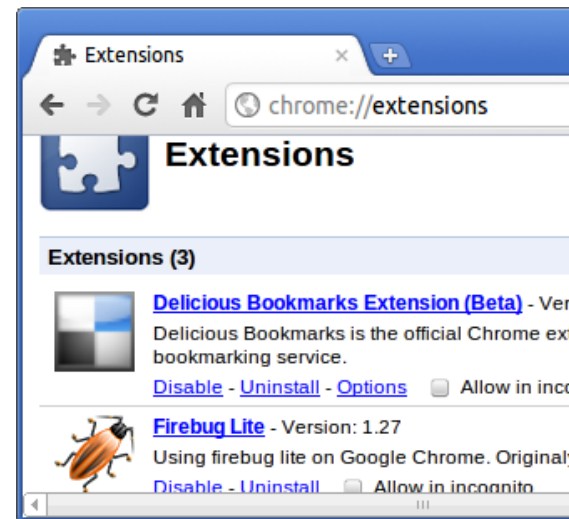 Extensions
chrome://extensions
Extensions
Extensions (3)
Delicious Bookmarks Extension (Beta) - Ver
Delicious Bookmarks is the official Chrome ex
bookmarking service.
Disable - Uninstall - Options Allow in inco
Firebug Lite - Version: 1.27
Using firebug lite on Google Chrome. Originaly
Disable - Uninstall Allow in incognito